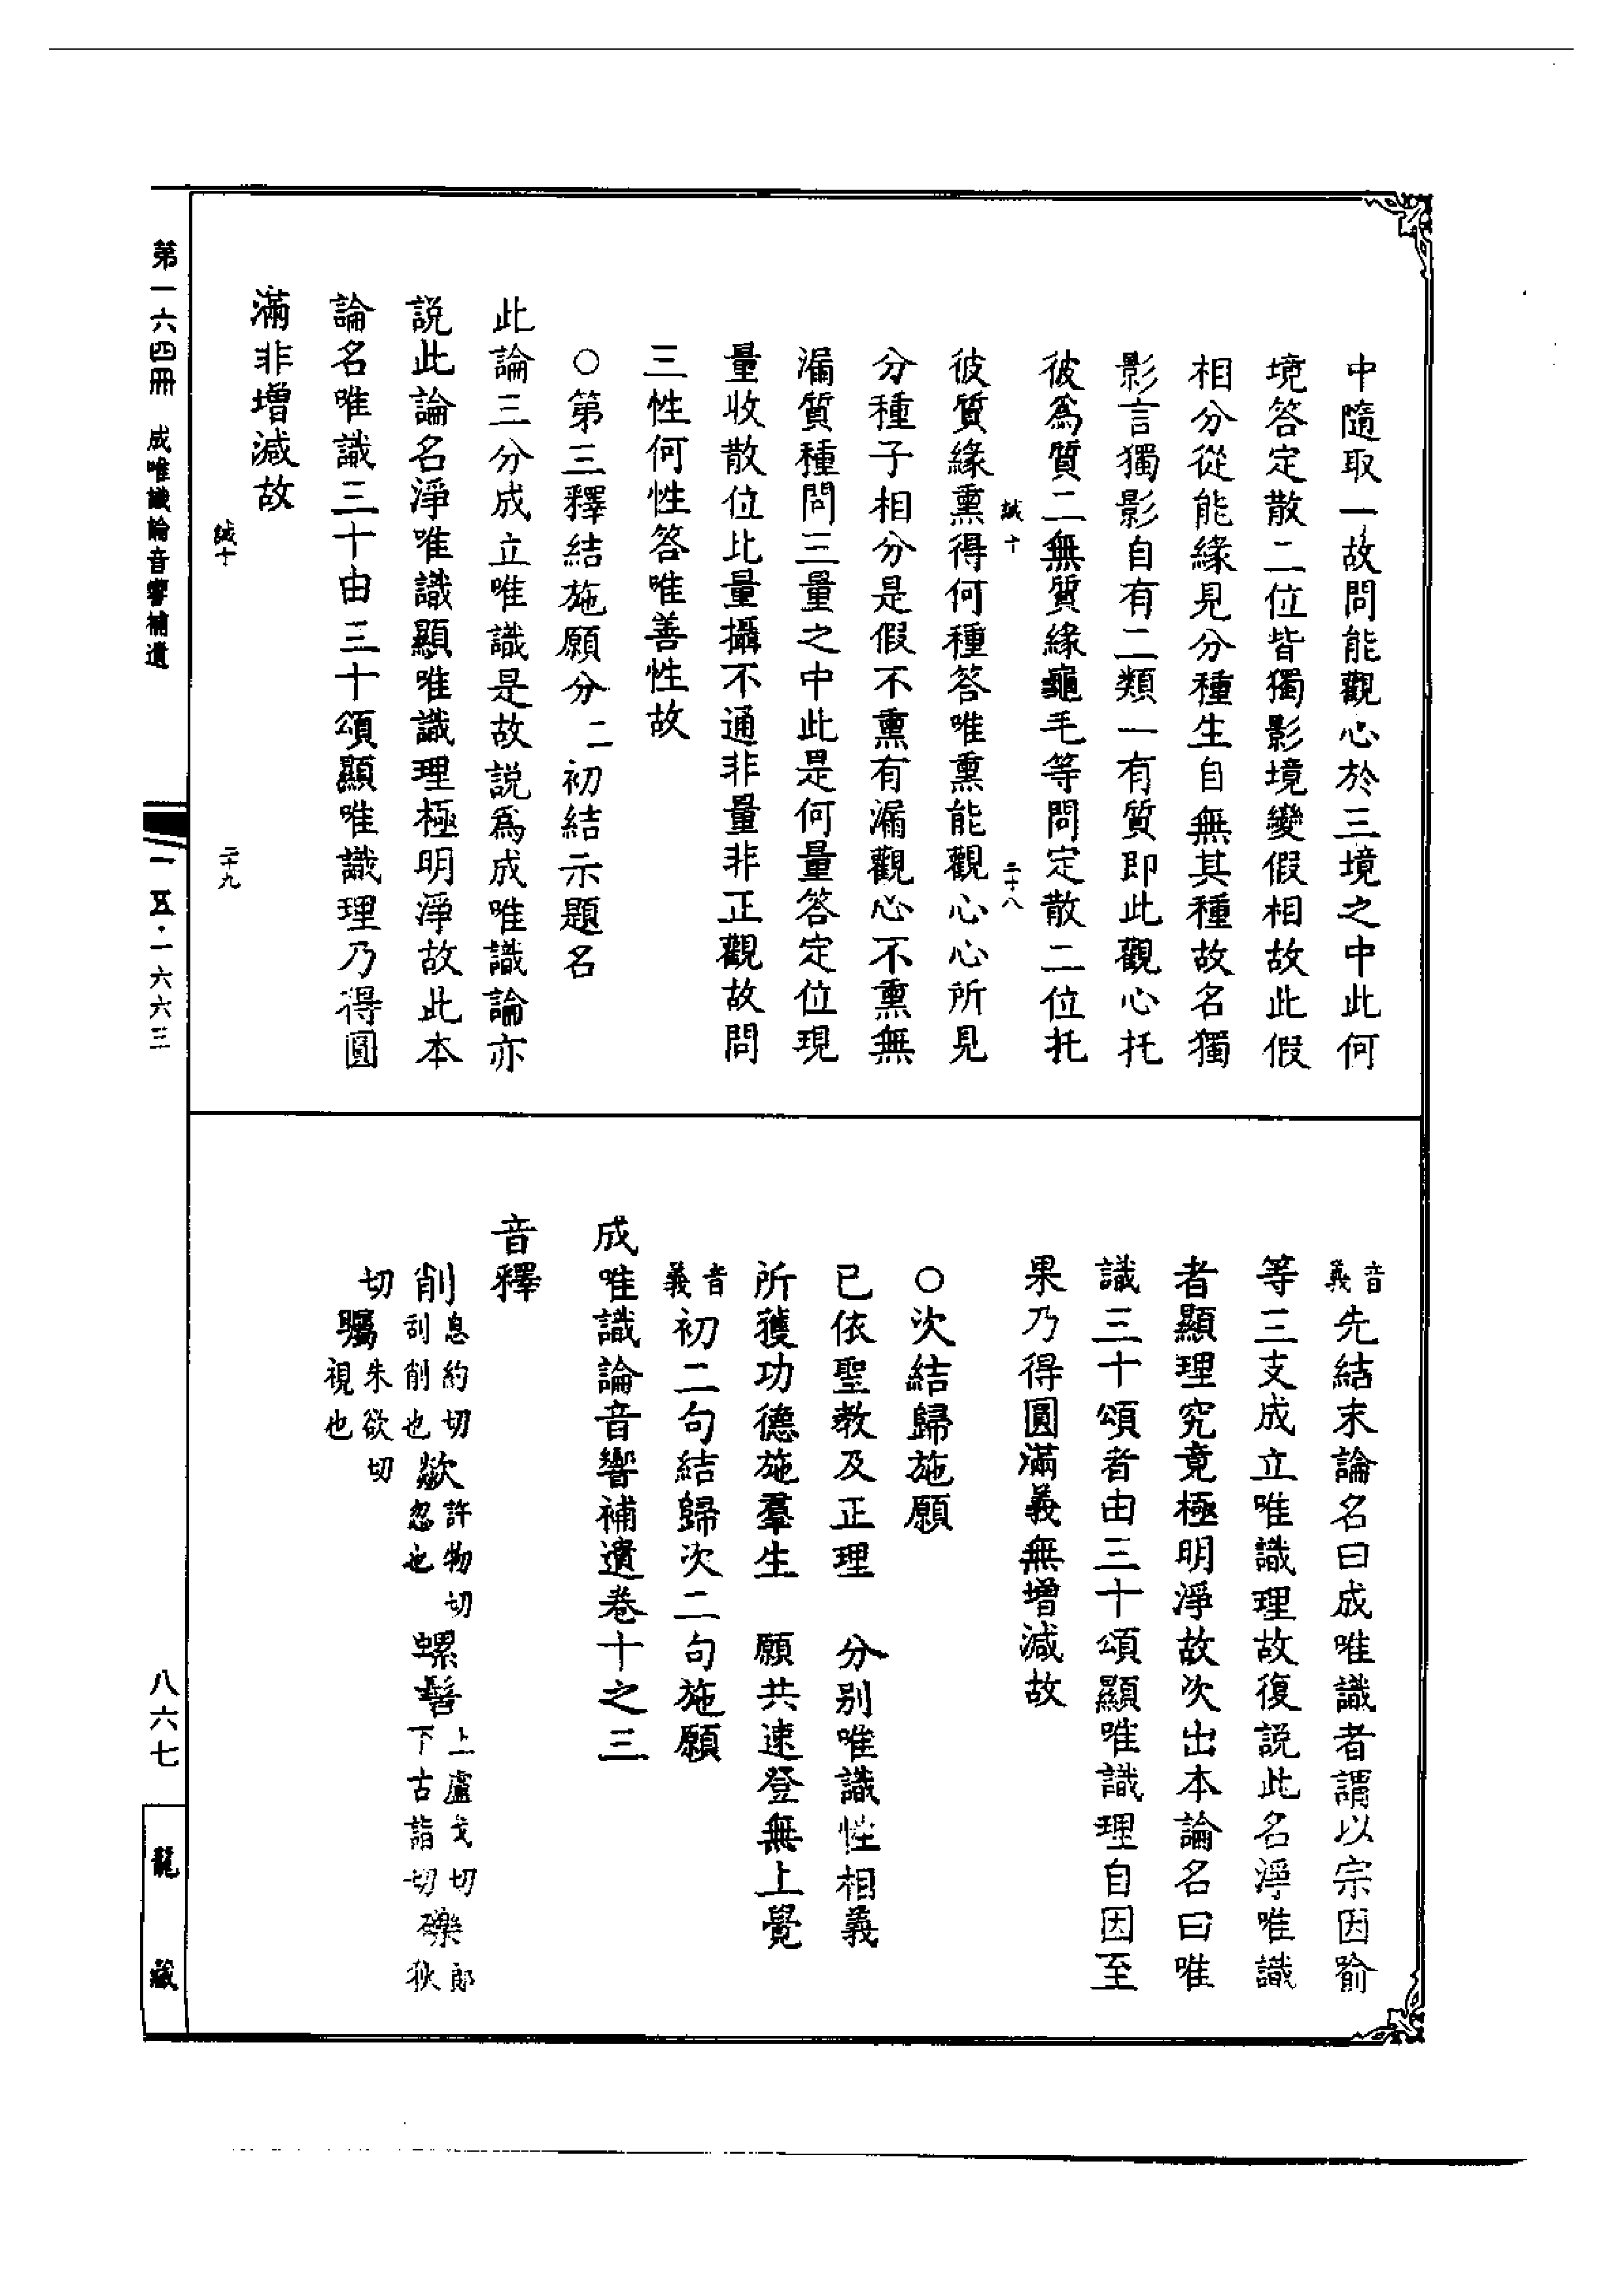 中隨取一故問能觀心於三境之中此何
境答定散二位皆獨影境變假相故此假
相分從能緣見分種生自無其種故名獨
影言獨影自有二類一有質即此觀心托
彼為質二無質緣龜毛等問定散二位托
誠十 二十八
彼質緣熏得何種答唯熏能觀心心所見
分種子相分是假不熏有漏觀心不熏無
漏質種問三量之中此是何量答定位現
量收散位比量攝不通非量非正觀故問
三性何性答唯善性故
○第三釋結施願分二初結示題名
此論三分成立唯識是故說為成唯識論亦
說此論名淨唯識顯唯識理極明淨故此本
論名唯識三十由三十頌顯唯識理乃得圓
滿非增減故
誠十 二十九
音義先結末論名曰成唯識者謂以宗因喻
等三支成立唯識理故復說此名淨唯識
者顯理究竟極明淨故次出本論名曰唯
識三十頌者由三十頌顯唯識理自因至
果乃得圓滿義無增減故
○次結歸施願
已依聖教及正理 分別唯識性相義
所獲功德施羣生 願共速登無上覺
音義初二句結歸次二句施願
成唯識論音響補遺卷十之三
音釋
削息約切刮削也欻許物切忽也螺髻上盧戈切下古詣切礫郎狄
切矚朱欲切視也
第一六四冊 成唯識論音響補遺
一五·一六六三
八六七
龍藏